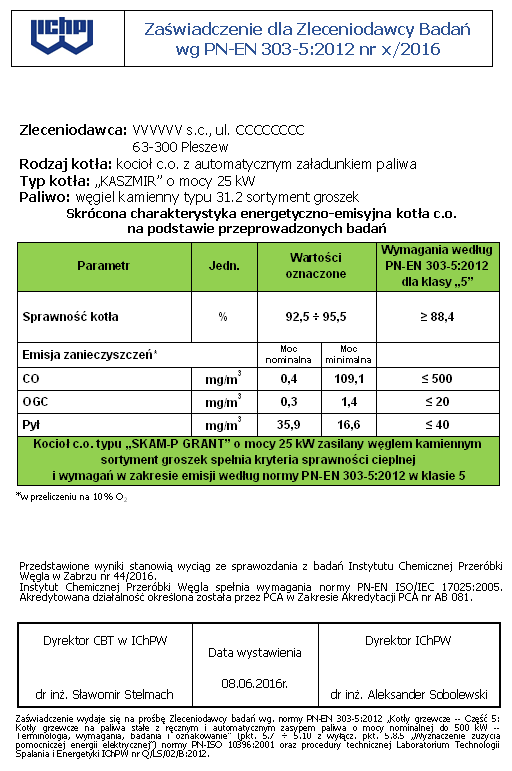 IChPW
Zaświadczenie dla Zleceniodawcy Badań
wg PN-EN 303-5:2012 nr x/2016
Zleceniodawca: VVVVVV s.c., ul. CCCCCCCC
63-300 Pleszew
Rodzaj kotła: kocioł c.o. z automatycznym załadunkiem paliwa
Typ kotła: „KASZMIR” o mocy 25 kW
Paliwo: węgiel kamienny typu 31.2 sortyment groszek
Skrócona charakterystyka energetyczno-emisyjna kotła c.o.
na podstawie przeprowadzonych badań
Parametr Jedn. Wartości oznaczone Wymagania według PN-EN 303-5:2012 dla klasy „5”
Sprawność kotła % 92,5 ÷ 95,5 ≥ 88,4
Emisja zanieczyszczeń* Moc nominalna Moc minimalna
CO mg/m³ 0,4 109,1 ≤ 500
OGC mg/m³ 0,3 1,4 ≤ 20
Pył mg/m³ 35,9 16,6 ≤ 40
Kocioł c.o. typu „SKAM-P GRANT” o mocy 25 kW zasilany węglem kamiennym
sortyment groszek spełnia kryteria sprawności cieplnej
i wymagań w zakresie emisji według normy PN-EN 303-5:2012 w klasie 5
*w przeliczeniu na 10% O₂
Przedstawione wyniki stanowią wyciąg ze sprawozdania z badań Instytutu Chemicznej Przeróbki
Węgla w Zabrzu nr 44/2016.
Instytut Chemicznej Przeróbki Węgla spełnia wymagania normy PN-EN ISO/IEC 17025:2005.
Akredytowana działalność określona została przez PCA w Zakresie Akredytacji PCA nr AB 081.
Dyrektor CBT w IChPW
dr inż. Sławomir Stelmach
Data wystawienia
08.06.2016r.
Dyrektor IChPW
dr inż. Aleksander Sobolewski
Zaświadczenie wydaje się na prośbę Zleceniodawcy badań wg. normy PN-EN 303-5:2012 „Kotły grzewcze -- Część 5:
Kotły grzewcze na paliwa stałe z ręcznym i automatycznym zasypem paliwa o mocy nominalnej do 500 kW --
Terminologia, wymagania, badania i oznakowanie” (pkt. 5.7 ÷ 5.10 z wyłącz. pkt. 5.8.5 „Wyznaczenie zużycia
pomocniczej energii elektrycznej”) normy PN-ISO 10396:2001 oraz procedury technicznej Laboratorium Technologii
Spalania i Energetyki IChPW nr Q/LS/02/B:2012.